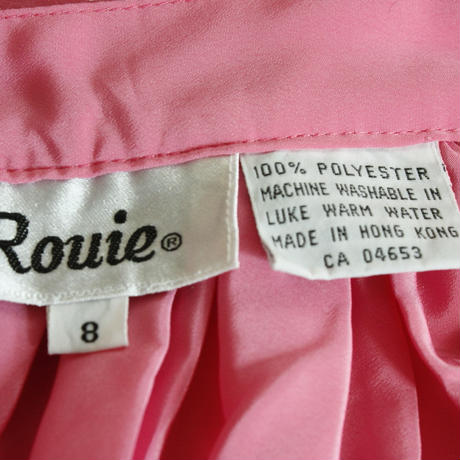 Rouie®
8
100% POLYESTER
MACHINE WASHABLE IN
LUKE WARM WATER
MADE IN HONG KONG
CA 04653